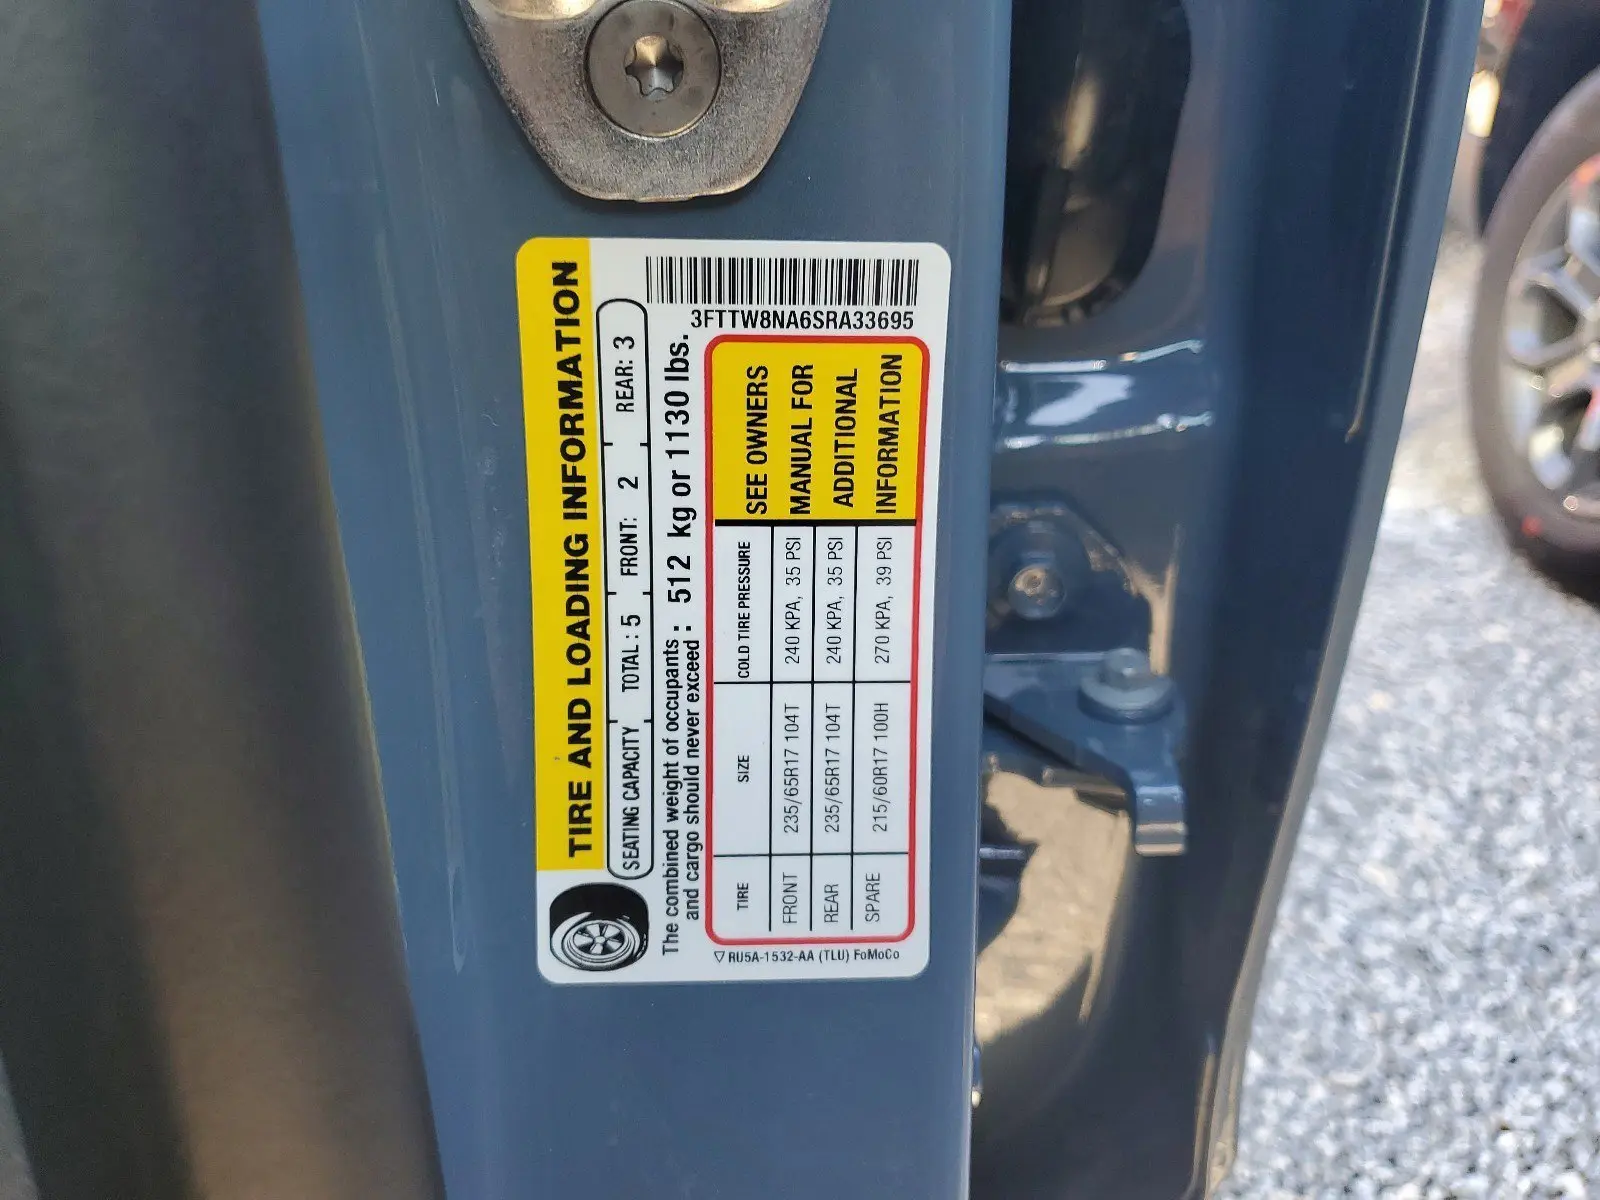 3FTTW8NA6SRA33695
TIRE AND LOADING INFORMATION
SEATING CAPACITY TOTAL : 5 FRONT: 2 REAR: 3
The combined weight of occupants :
and cargo should never exceed : 512 kg or 1130 lbs.
TIRE SIZE COLD TIRE PRESSURE
FRONT 235/65R17 104T 240 KPA, 35 PSI
REAR 235/65R17 104T 240 KPA, 35 PSI
SPARE 215/60R17 100H 270 KPA, 39 PSI
SEE OWNERS
MANUAL FOR
ADDITIONAL
INFORMATION
RU5A-1532-AA (TLU) FoMoCo